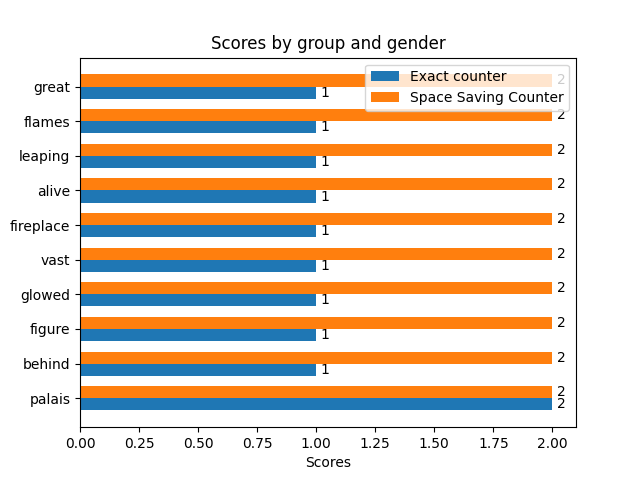 Scores by group and gender
Exact counter
Space Saving Counter
great 2
1
flames 2
1
leaping 2
1
alive 2
1
fireplace 2
1
vast 2
1
glowed 2
1
figure 2
1
behind 2
1
palais 2
2
0.00 0.25 0.50 0.75 1.00 1.25 1.50 1.75 2.00
Scores